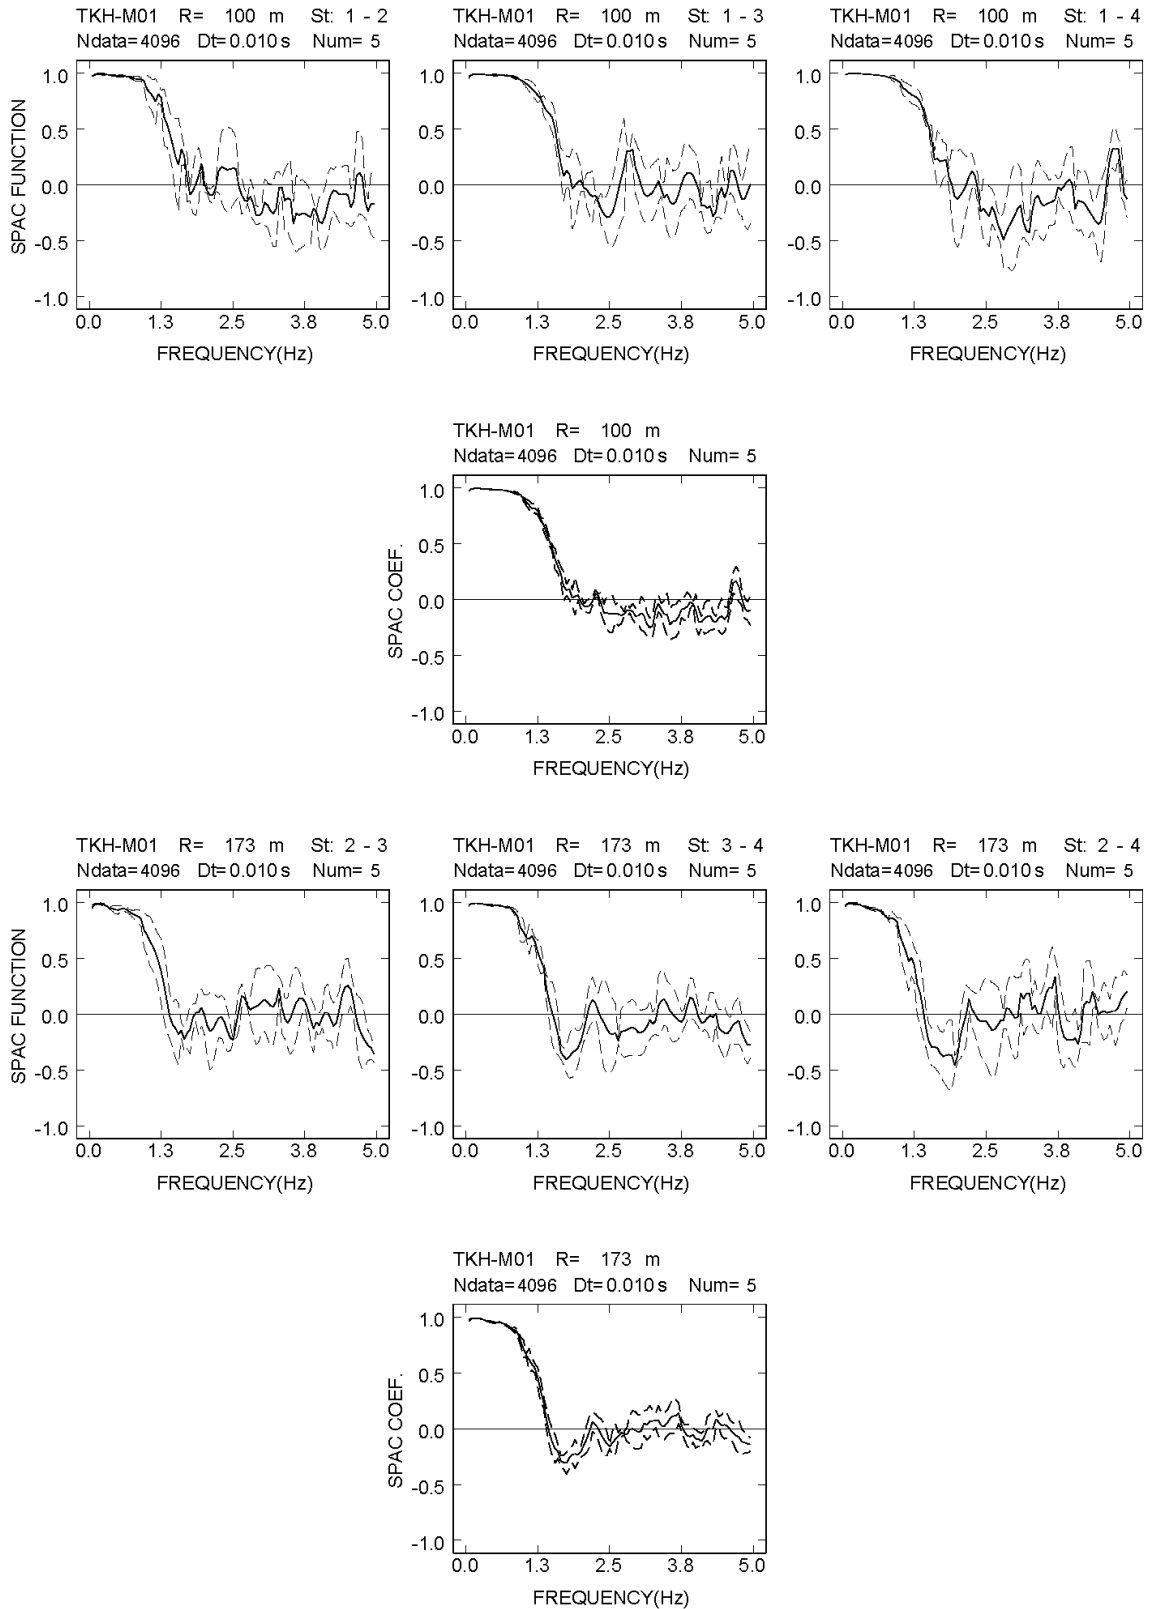 TKH-M01 R= 100 m St: 1 - 2
Ndata=4096 Dt=0.010 s Num= 5
TKH-M01 R= 100 m St: 1 - 3
Ndata=4096 Dt=0.010 s Num= 5
TKH-M01 R= 100 m St: 1 - 4
Ndata=4096 Dt=0.010 s Num= 5
SPAC FUNCTION
1.0
0.5
0.0
-0.5
-1.0
0.0 1.3 2.5 3.8 5.0
FREQUENCY(Hz)
1.0
0.5
0.0
-0.5
-1.0
0.0 1.3 2.5 3.8 5.0
FREQUENCY(Hz)
1.0
0.5
0.0
-0.5
-1.0
0.0 1.3 2.5 3.8 5.0
FREQUENCY(Hz)
TKH-M01 R= 100 m
Ndata=4096 Dt=0.010 s Num= 5
SPAC COEF.
1.0
0.5
0.0
-0.5
-1.0
0.0 1.3 2.5 3.8 5.0
FREQUENCY(Hz)
TKH-M01 R= 173 m St: 2 - 3
Ndata=4096 Dt=0.010 s Num= 5
TKH-M01 R= 173 m St: 3 - 4
Ndata=4096 Dt=0.010 s Num= 5
TKH-M01 R= 173 m St: 2 - 4
Ndata=4096 Dt=0.010 s Num= 5
SPAC FUNCTION
1.0
0.5
0.0
-0.5
-1.0
0.0 1.3 2.5 3.8 5.0
FREQUENCY(Hz)
1.0
0.5
0.0
-0.5
-1.0
0.0 1.3 2.5 3.8 5.0
FREQUENCY(Hz)
1.0
0.5
0.0
-0.5
-1.0
0.0 1.3 2.5 3.8 5.0
FREQUENCY(Hz)
TKH-M01 R= 173 m
Ndata=4096 Dt=0.010 s Num= 5
SPAC COEF.
1.0
0.5
0.0
-0.5
-1.0
0.0 1.3 2.5 3.8 5.0
FREQUENCY(Hz)